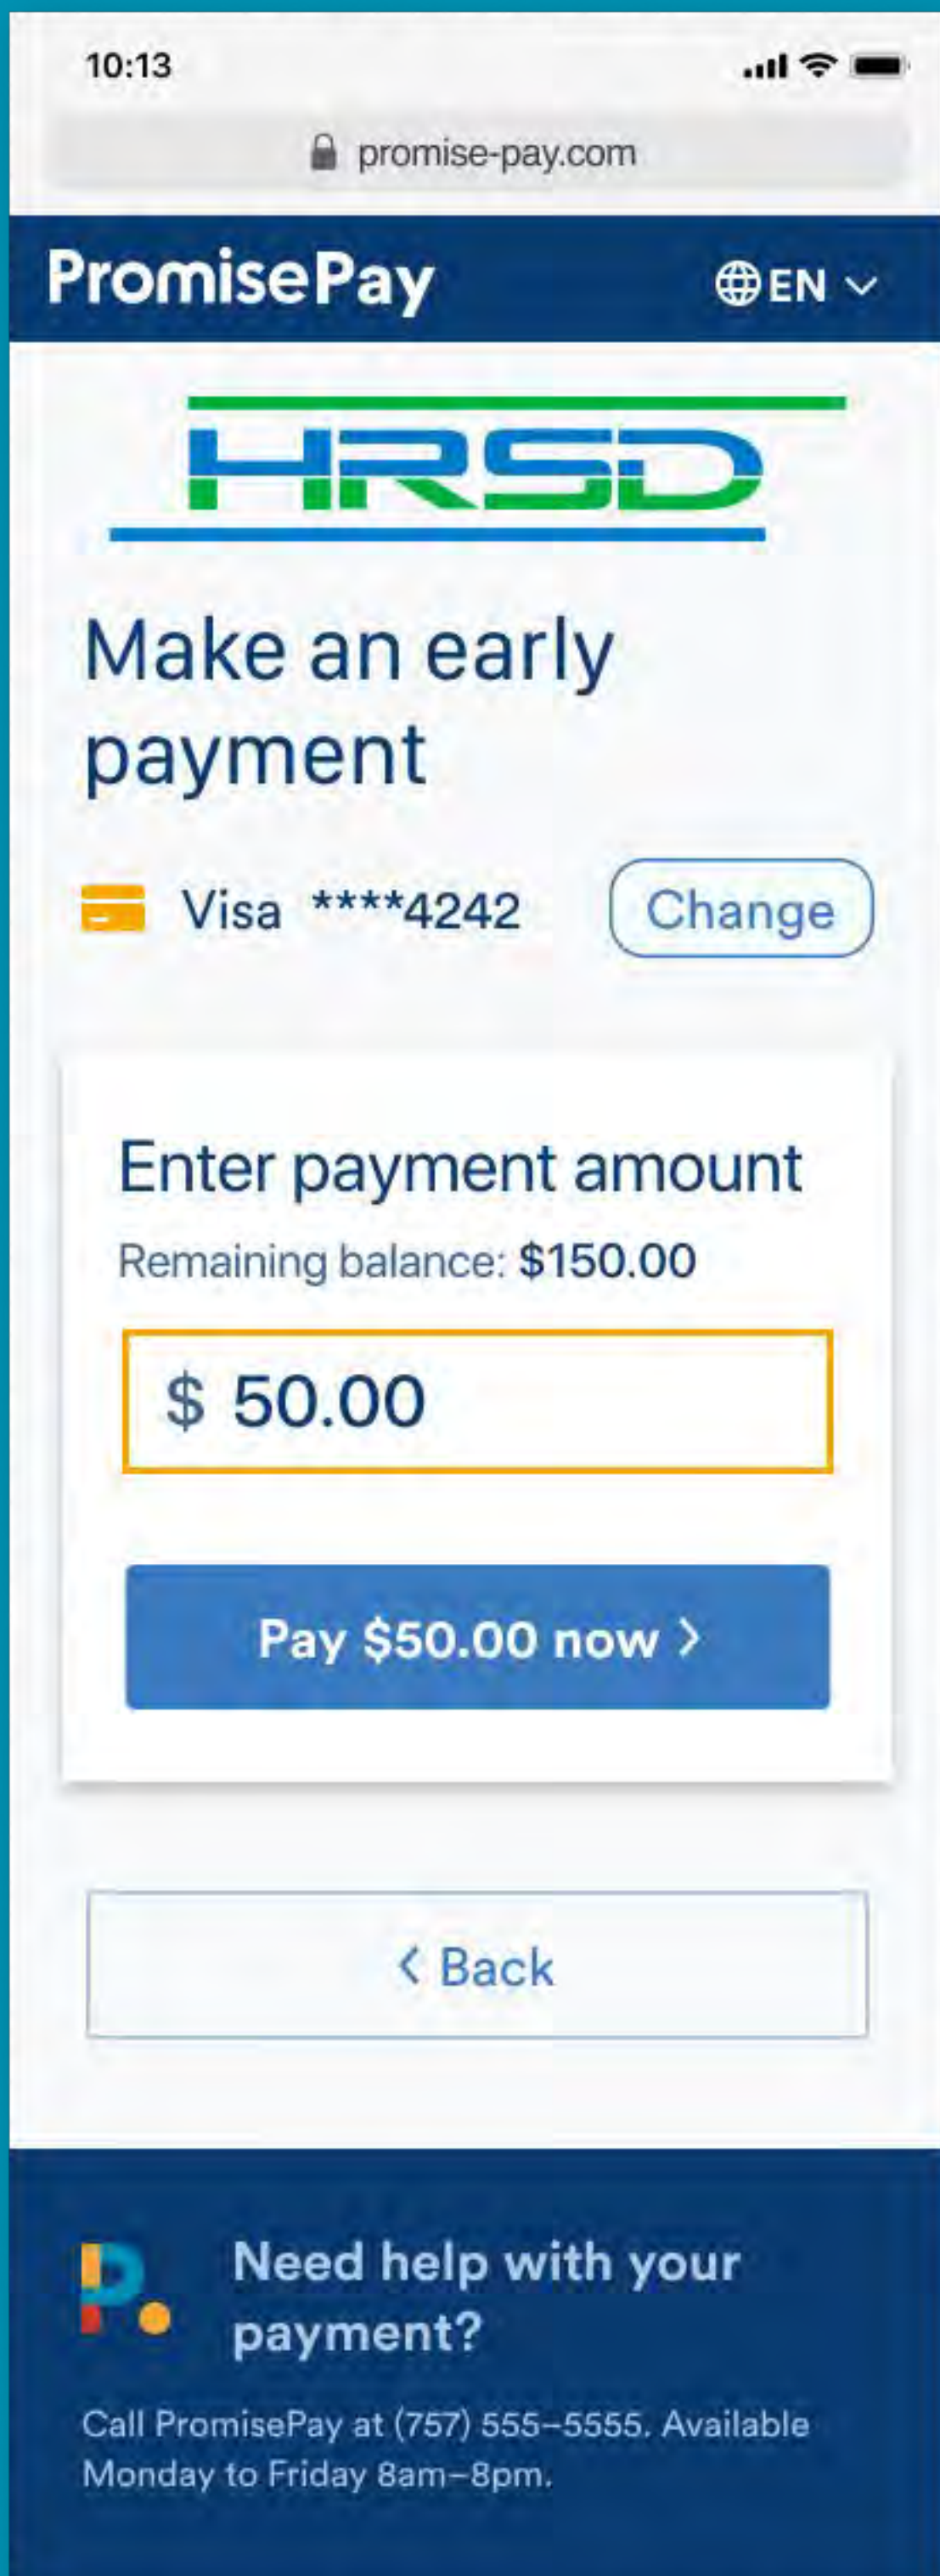 10:13
promise-pay.com
PromisePay
EN
HRSD
Make an early
payment
Visa ****4242
Change
Enter payment amount
Remaining balance: $150.00
$ 50.00
Pay $50.00 now >
< Back
P.
Need help with your
payment?
Call PromisePay at (757) 555–5555. Available
Monday to Friday 8am–8pm.